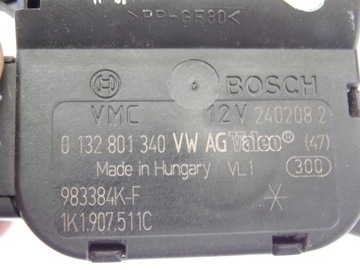 >PP-GF30<
BOSCH
VMC 12V 240208 2
0 132 801 340 VW AG Valeo® (47)
Made in Hungary VL1 300
983384K-F
1K1.907.511C